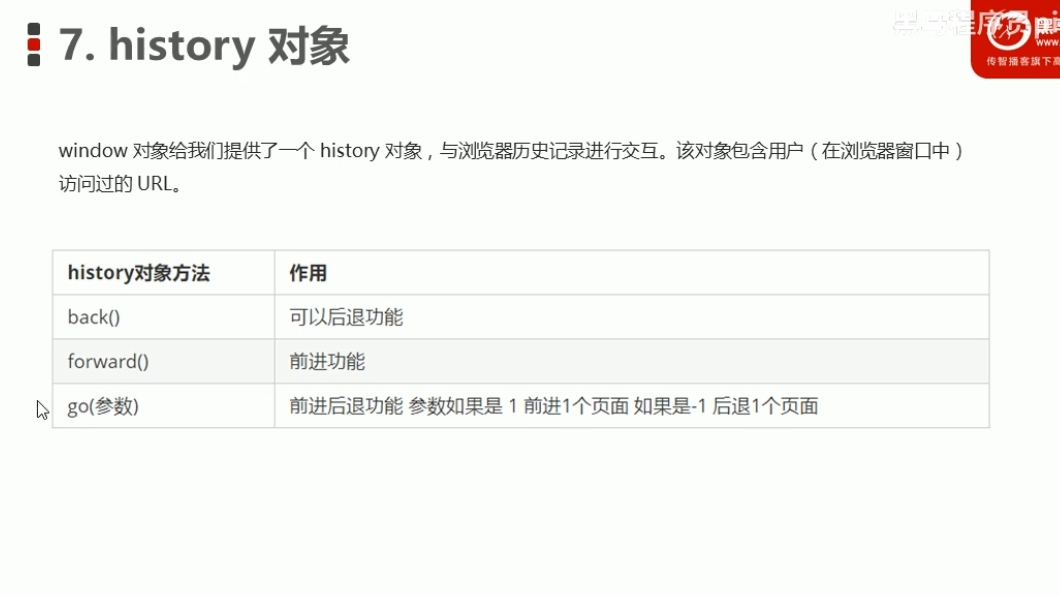 7. history 对象
黑马程序员
www.
传智播客旗下高
window 对象给我们提供了一个 history 对象，与浏览器历史记录进行交互。该对象包含用户（在浏览器窗口中）
访问过的 URL。
history对象方法 作用
back() 可以后退功能
forward() 前进功能
go(参数) 前进后退功能 参数如果是 1 前进1个页面 如果是-1 后退1个页面